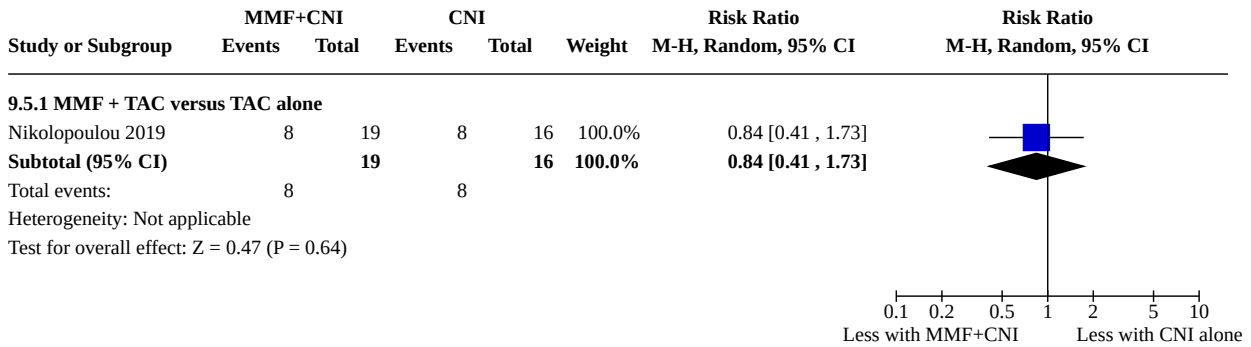 MMF+CNI CNI Risk Ratio Risk Ratio
Study or Subgroup Events Total Events Total Weight M-H, Random, 95% CI M-H, Random, 95% CI
9.5.1 MMF + TAC versus TAC alone
Nikolopoulou 2019 8 19 8 16 100.0% 0.84 [0.41 , 1.73]
Subtotal (95% CI) 19 16 100.0% 0.84 [0.41 , 1.73]
Total events: 8 8
Heterogeneity: Not applicable
Test for overall effect: Z = 0.47 (P = 0.64)
0.1 0.2 0.5 1 2 5 10
Less with MMF+CNI Less with CNI alone